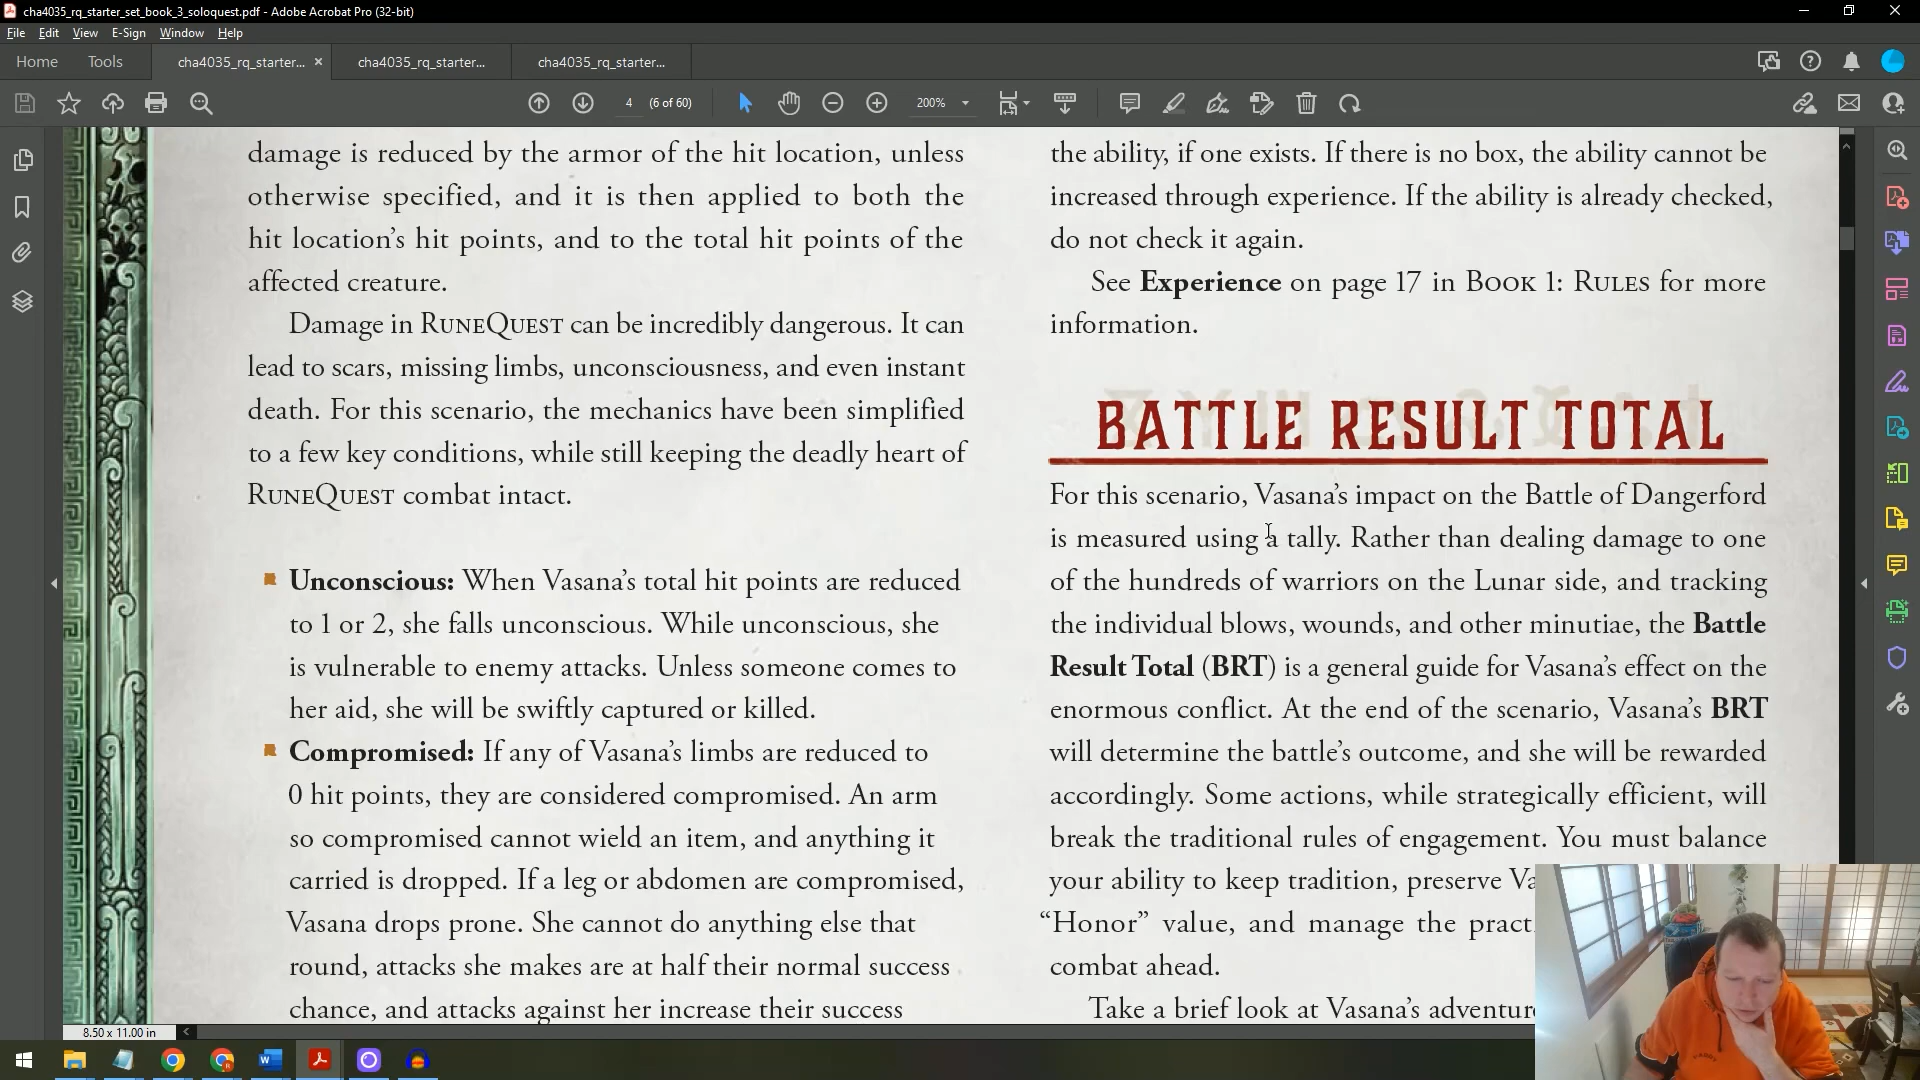 cha4035_rq_starter_set_book_3_soloquest.pdf - Adobe Acrobat Pro (32-bit)
File Edit View E-Sign Window Help
Home Tools cha4035_rq_starter... × cha4035_rq_starter... cha4035_rq_starter...
4 (6 of 60) 200%
damage is reduced by the armor of the hit location, unless
otherwise specified, and it is then applied to both the
hit location’s hit points, and to the total hit points of the
affected creature.
Damage in RuneQuest can be incredibly dangerous. It can
lead to scars, missing limbs, unconsciousness, and even instant
death. For this scenario, the mechanics have been simplified
to a few key conditions, while still keeping the deadly heart of
RuneQuest combat intact.
Unconscious: When Vasana’s total hit points are reduced
to 1 or 2, she falls unconscious. While unconscious, she
is vulnerable to enemy attacks. Unless someone comes to
her aid, she will be swiftly captured or killed.
Compromised: If any of Vasana’s limbs are reduced to
0 hit points, they are considered compromised. An arm
so compromised cannot wield an item, and anything it
carried is dropped. If a leg or abdomen are compromised,
Vasana drops prone. She cannot do anything else that
round, attacks she makes are at half their normal success
chance, and attacks against her increase their success
the ability, if one exists. If there is no box, the ability cannot be
increased through experience. If the ability is already checked,
do not check it again.
See Experience on page 17 in Book 1: Rules for more
information.
BATTLE RESULT TOTAL
For this scenario, Vasana’s impact on the Battle of Dangerford
is measured using a tally. Rather than dealing damage to one
of the hundreds of warriors on the Lunar side, and tracking
the individual blows, wounds, and other minutiae, the Battle
Result Total (BRT) is a general guide for Vasana’s effect on the
enormous conflict. At the end of the scenario, Vasana’s BRT
will determine the battle’s outcome, and she will be rewarded
accordingly. Some actions, while strategically efficient, will
break the traditional rules of engagement. You must balance
your ability to keep tradition, preserve Va
“Honor” value, and manage the pract
combat ahead.
Take a brief look at Vasana’s adventur
8.50 x 11.00 in